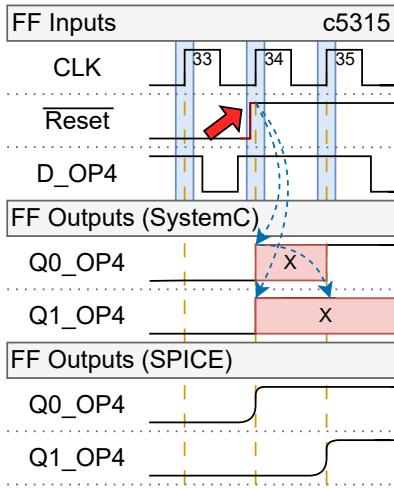 FF Inputs c5315
CLK 33 34 35
Reset
D_OP4
FF Outputs (SystemC)
Q0_OP4 X
Q1_OP4 X
FF Outputs (SPICE)
Q0_OP4
Q1_OP4